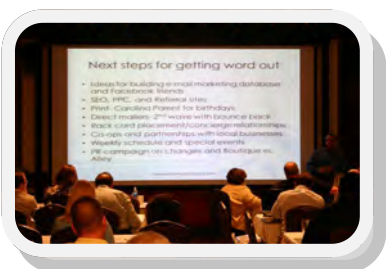 Next steps for getting word out
• Ideas for building e-mail marketing database
and Facebook friends
• SEO, PPC, and Referral sites
• Print- Carolina Parent for birthdays
• Direct mailers- 2nd wave with bounce back
• Rack card placement/concierge relationships
• Co-ops and partnerships with local businesses
• Weekly schedule and special events
• PR campaign on changes and Boutique vs.
Alley